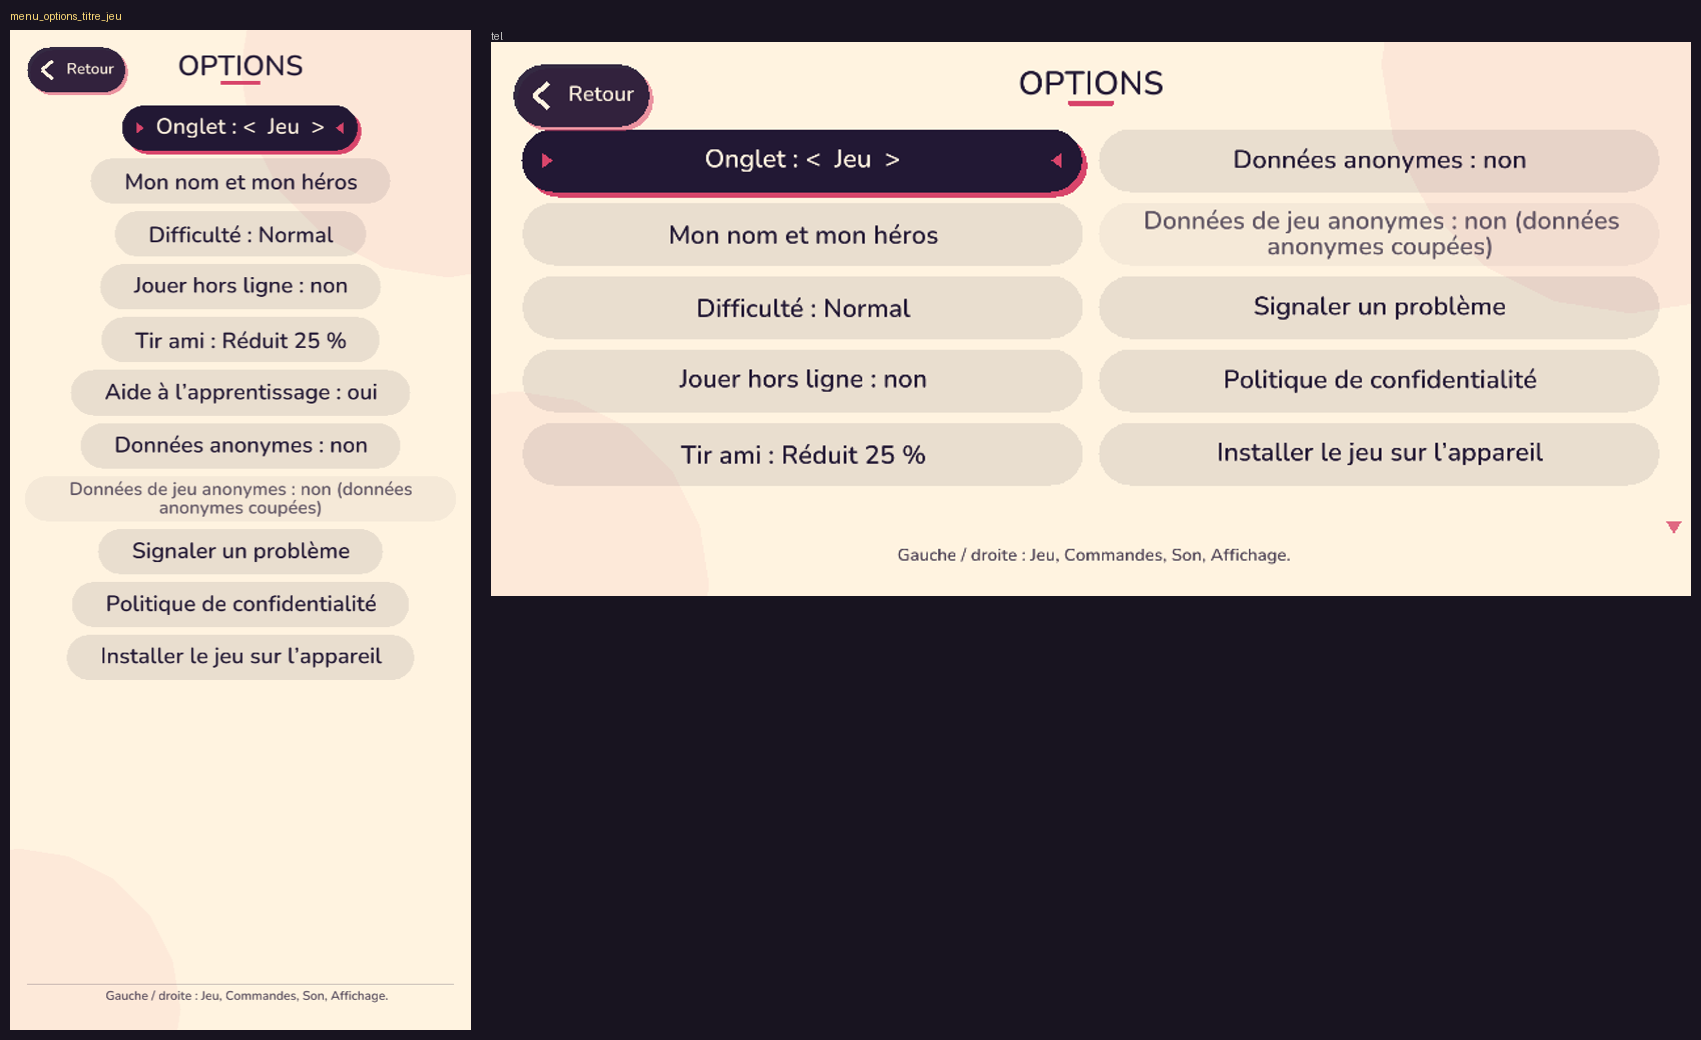 menu_options_titre_jeu
Retour
OPTIONS
Onglet : < Jeu >
Mon nom et mon héros
Difficulté : Normal
Jouer hors ligne : non
Tir ami : Réduit 25 %
Aide à l’apprentissage : oui
Données anonymes : non
Données de jeu anonymes : non (données
anonymes coupées)
Signaler un problème
Politique de confidentialité
Installer le jeu sur l’appareil
Gauche / droite : Jeu, Commandes, Son, Affichage.
tel
Retour
OPTIONS
Onglet : < Jeu >
Mon nom et mon héros
Difficulté : Normal
Jouer hors ligne : non
Tir ami : Réduit 25 %
Données anonymes : non
Données de jeu anonymes : non (données
anonymes coupées)
Signaler un problème
Politique de confidentialité
Installer le jeu sur l’appareil
Gauche / droite : Jeu, Commandes, Son, Affichage.